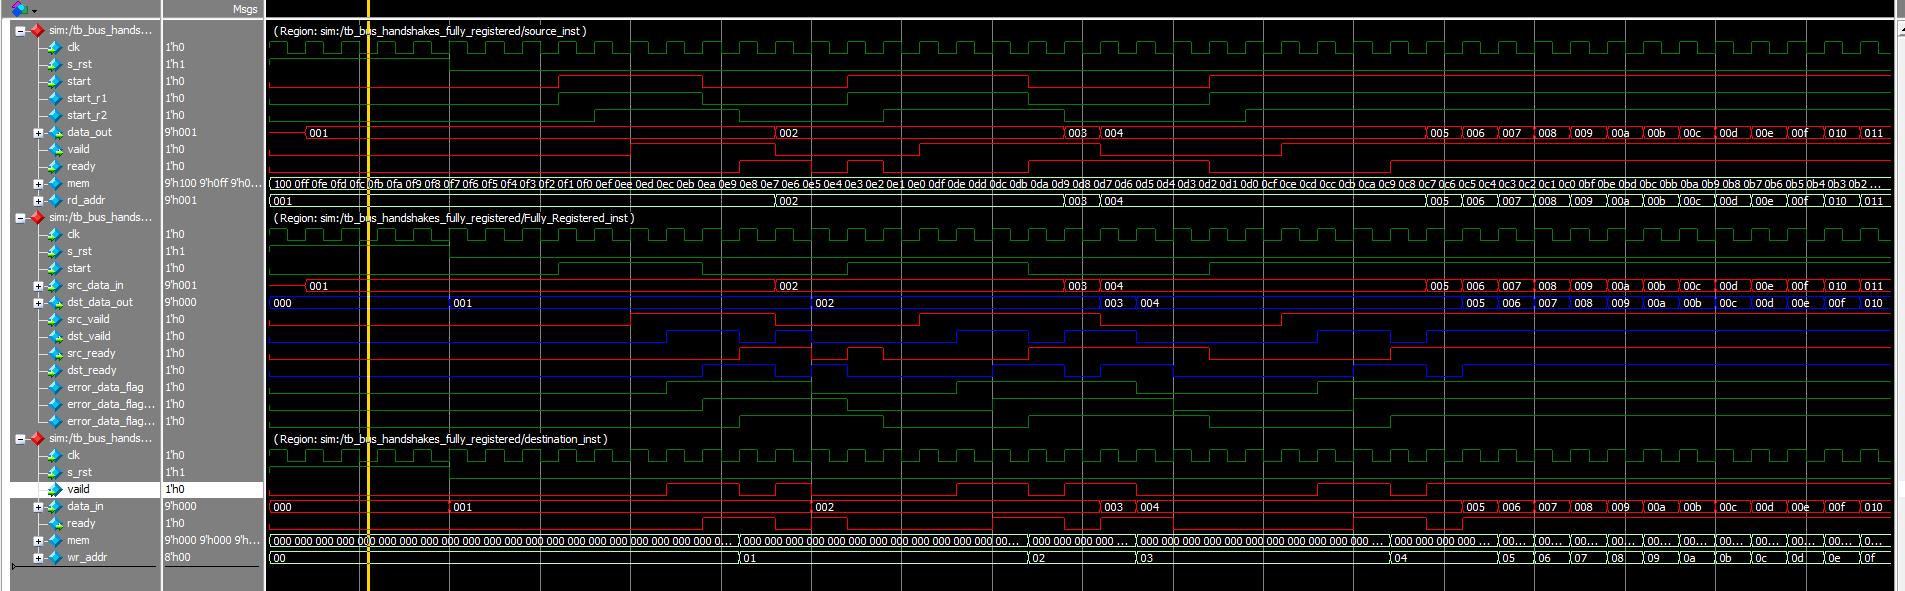 Msgs
sim:/tb_bus_hands... (Region: sim:/tb_bus_handshakes_fully_registered/source_inst )
clk 1'h0
s_rst 1'h1
start 1'h0
start_r1 1'h0
start_r2 1'h0
data_out 9'h001 001 002 003 004 005 006 007 008 009 00a 00b 00c 00d 00e 00f 010 011
vaild 1'h0
ready 1'h0
mem 9'h100 9'h0ff 9'h0... 100 0ff 0fe 0fd 0fc 0fb 0fa 0f9 0f8 0f7 0f6 0f5 0f4 0f3 0f2 0f1 0f0 0ef 0ee 0ed 0ec 0eb 0ea 0e9 0e8 0e7 0e6 0e5 0e4 0e3 0e2 0e1 0e0 0df 0de 0dd 0dc 0db 0da 0d9 0d8 0d7 0d6 0d5 0d4 0d3 0d2 0d1 0d0 0cf 0ce 0cd 0cc 0cb 0ca 0c9 0c8 0c7 0c6 0c5 0c4 0c3 0c2 0c1 0c0 0bf 0be 0bd 0bc 0bb 0ba 0b9 0b8 0b7 0b6 0b5 0b4 0b3 0b2 ...
rd_addr 9'h001 001 002 003 004 005 006 007 008 009 00a 00b 00c 00d 00e 00f 010 011
sim:/tb_bus_hands... (Region: sim:/tb_bus_handshakes_fully_registered/Fully_Registered_inst )
clk 1'h0
s_rst 1'h1
start 1'h0
src_data_in 9'h001 001 002 003 004 005 006 007 008 009 00a 00b 00c 00d 00e 00f 010 011
dst_data_out 9'h000 000 001 002 003 004 005 006 007 008 009 00a 00b 00c 00d 00e 00f 010
src_vaild 1'h0
dst_vaild 1'h0
src_ready 1'h0
dst_ready 1'h0
error_data_flag 1'h0
error_data_flag... 1'h0
error_data_flag... 1'h0
sim:/tb_bus_hands... (Region: sim:/tb_bus_handshakes_fully_registered/destination_inst )
clk 1'h0
s_rst 1'h1
vaild 1'h0
data_in 9'h000 000 001 002 003 004 005 006 007 008 009 00a 00b 00c 00d 00e 00f 010
ready 1'h0
mem 9'h000 9'h000 9'h... 000 000 000 000 000 000 000 000 000 000 000 000 000 000 000 000 000 000 000 0... 000 000 000 000 000 000 000 000 000 000 000 00... 000 000 000 000 ... 000 000 000 000 000 000 000 000 000 000 ... 000 000 000 ... 00... 00... 00... 00... 00... 00... 00... 00... 00... 00... 0...
wr_addr 8'h00 00 01 02 03 04 05 06 07 08 09 0a 0b 0c 0d 0e 0f